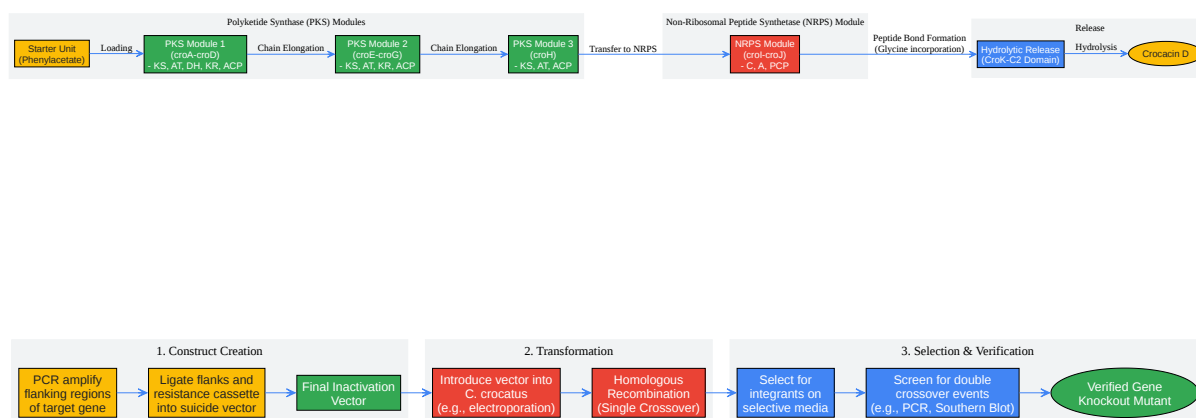 Polyketide Synthase (PKS) Modules
Starter Unit
(Phenylacetate)
Loading
PKS Module 1
(croA-croD)
- KS, AT, DH, KR, ACP
Chain Elongation
PKS Module 2
(croE-croG)
- KS, AT, KR, ACP
Chain Elongation
PKS Module 3
(croH)
- KS, AT, ACP
Transfer to NRPS
Non-Ribosomal Peptide Synthetase (NRPS) Module
NRPS Module
(croI-croJ)
- C, A, PCP
Peptide Bond Formation
(Glycine incorporation)
Release
Hydrolytic Release
(CroK-C2 Domain)
Hydrolysis
Crocacin D
1. Construct Creation
PCR amplify
flanking regions
of target gene
Ligate flanks and
resistance cassette
into suicide vector
Final Inactivation
Vector
2. Transformation
Introduce vector into
C. crocatus
(e.g., electroporation)
Homologous
Recombination
(Single Crossover)
3. Selection & Verification
Select for
integrants on
selective media
Screen for double
crossover events
(e.g., PCR, Southern Blot)
Verified Gene
Knockout Mutant